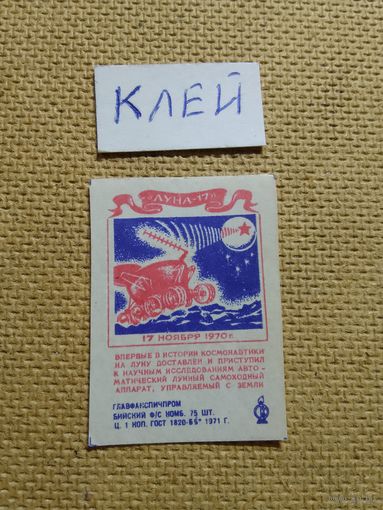 КЛЕЙ
"ЛУНА-17"
17 НОЯБРЯ 1970г.
ВПЕРВЫЕ В ИСТОРИИ КОСМОНАВТИКИ
НА ЛУНУ ДОСТАВЛЕН И ПРИСТУПИЛ
К НАУЧНЫМ ИССЛЕДОВАНИЯМ АВТО-
МАТИЧЕСКИЙ ЛУННЫЙ САМОХОДНЫЙ
АППАРАТ, УПРАВЛЯЕМЫЙ С ЗЕМЛИ
ГЛАВФАНСПИЧПРОМ
БИЙСКИЙ Ф/С КОМБ. 75 ШТ.
Ц. 1 КОП. ГОСТ 1820-56* 1971 Г.